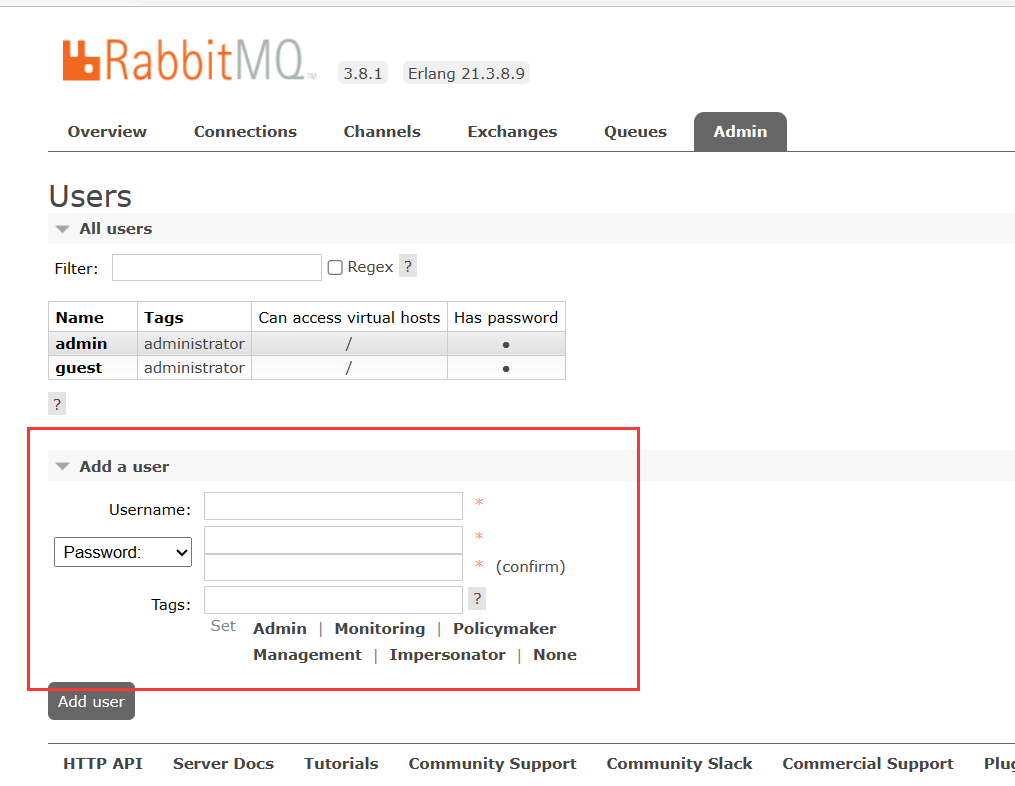 RabbitMQ TM 3.8.1 Erlang 21.3.8.9
Overview Connections Channels Exchanges Queues Admin
Users
All users
Filter: Regex ?
Name Tags Can access virtual hosts Has password
admin administrator / ●
guest administrator / ●
?
Add a user
Username: *
Password: *
* (confirm)
Tags: ?
Set Admin | Monitoring | Policymaker
Management | Impersonator | None
Add user
HTTP API Server Docs Tutorials Community Support Community Slack Commercial Support Plug